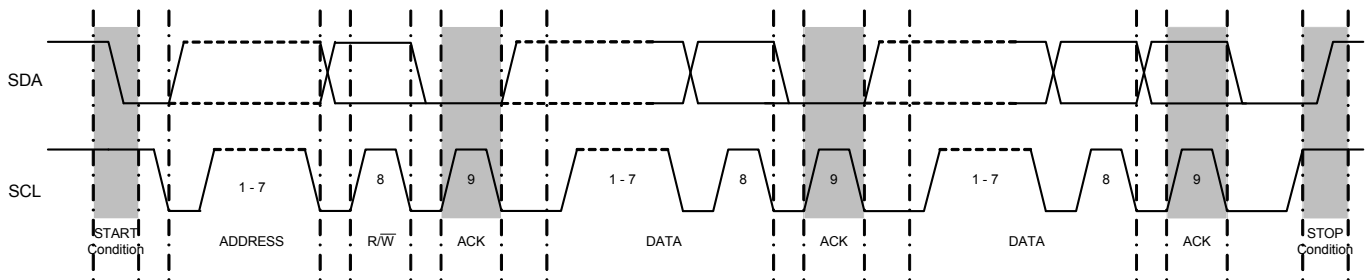 SDA
SCL
1 - 7
8
9
1 - 7
8
9
1 - 7
8
9
START
Condition
ADDRESS
R/W̅
ACK
DATA
ACK
DATA
ACK
STOP
Condition